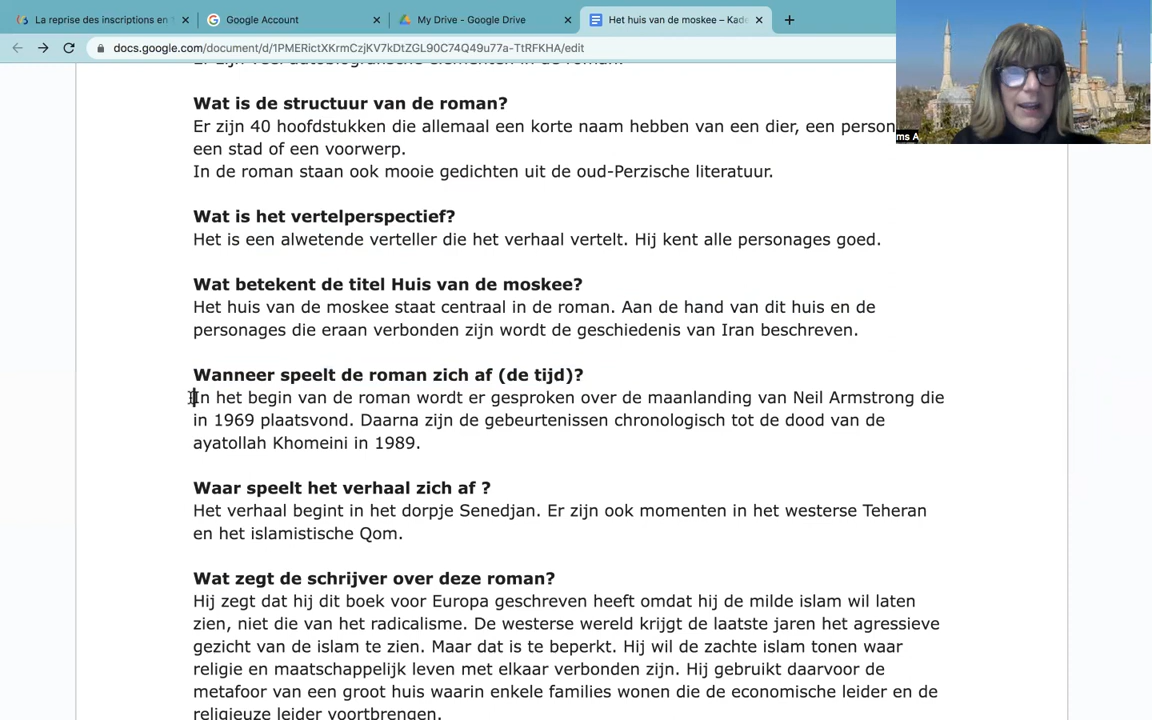 La reprise des inscriptions en
Google Account
My Drive - Google Drive
Het huis van de moskee – Kade
docs.google.com/document/d/1PMERictXKrmCzjKV7kDtZGL90C74Q49u77a-TtRFKHA/edit
Er zijn veel autobiografische elementen in de roman.
Wat is de structuur van de roman?
Er zijn 40 hoofdstukken die allemaal een korte naam hebben van een dier, een person
een stad of een voorwerp.
In de roman staan ook mooie gedichten uit de oud-Perzische literatuur.
ms A
Wat is het vertelperspectief?
Het is een alwetende verteller die het verhaal vertelt. Hij kent alle personages goed.
Wat betekent de titel Huis van de moskee?
Het huis van de moskee staat centraal in de roman. Aan de hand van dit huis en de
personages die eraan verbonden zijn wordt de geschiedenis van Iran beschreven.
Wanneer speelt de roman zich af (de tijd)?
In het begin van de roman wordt er gesproken over de maanlanding van Neil Armstrong die
in 1969 plaatsvond. Daarna zijn de gebeurtenissen chronologisch tot de dood van de
ayatollah Khomeini in 1989.
Waar speelt het verhaal zich af ?
Het verhaal begint in het dorpje Senedjan. Er zijn ook momenten in het westerse Teheran
en het islamistische Qom.
Wat zegt de schrijver over deze roman?
Hij zegt dat hij dit boek voor Europa geschreven heeft omdat hij de milde islam wil laten
zien, niet die van het radicalisme. De westerse wereld krijgt de laatste jaren het agressieve
gezicht van de islam te zien. Maar dat is te beperkt. Hij wil de zachte islam tonen waar
religie en maatschappelijk leven met elkaar verbonden zijn. Hij gebruikt daarvoor de
metafoor van een groot huis waarin enkele families wonen die de economische leider en de
religieuze leider voortbrengen.